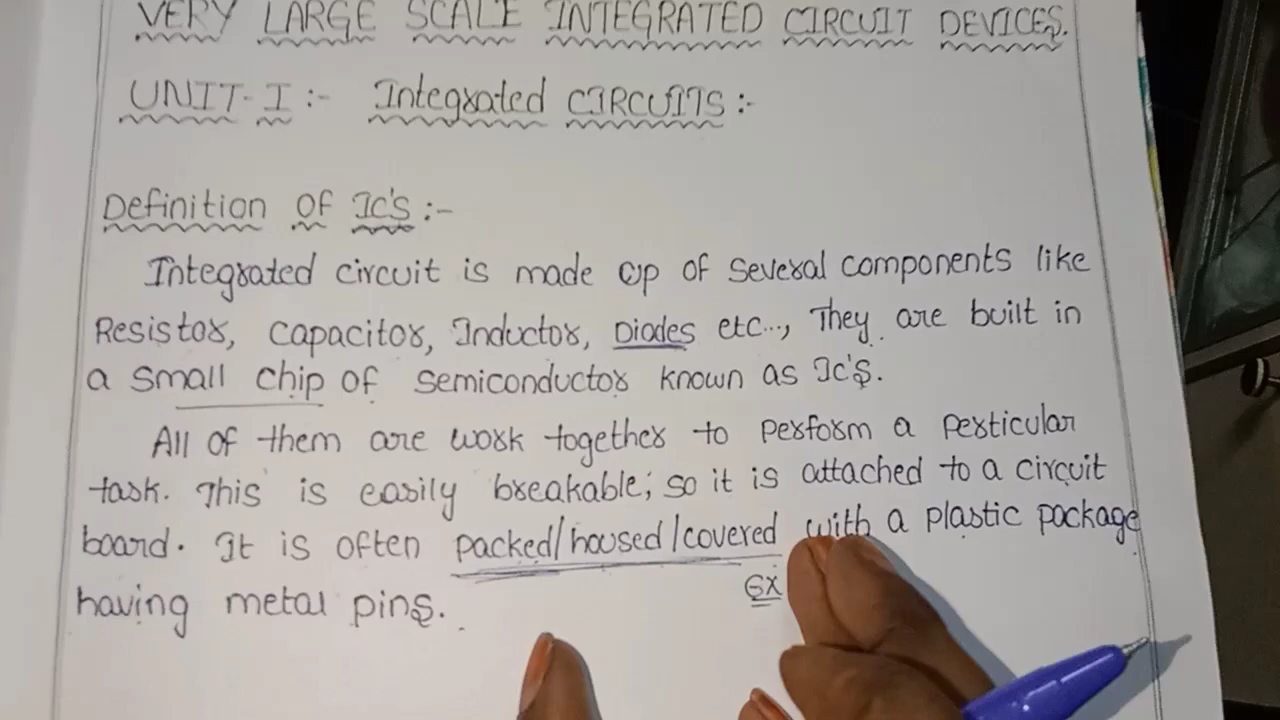 VERY LARGE SCALE INTEGRATED CIRCUIT DEVICES.
UNIT-I :- Integrated CIRCUITS :-
Definition OF IC'S :-
Integrated circuit is made up of several components like
Resistor, capacitor, Inductor, Diodes etc..., They are built in
a small chip of semiconductor known as IC's.
All of them are work together to perform a perticular
task. This is easily breakable; so it is attached to a circuit
board. It is often packed/housed/covered with a plastic package
having metal pins.
Ex